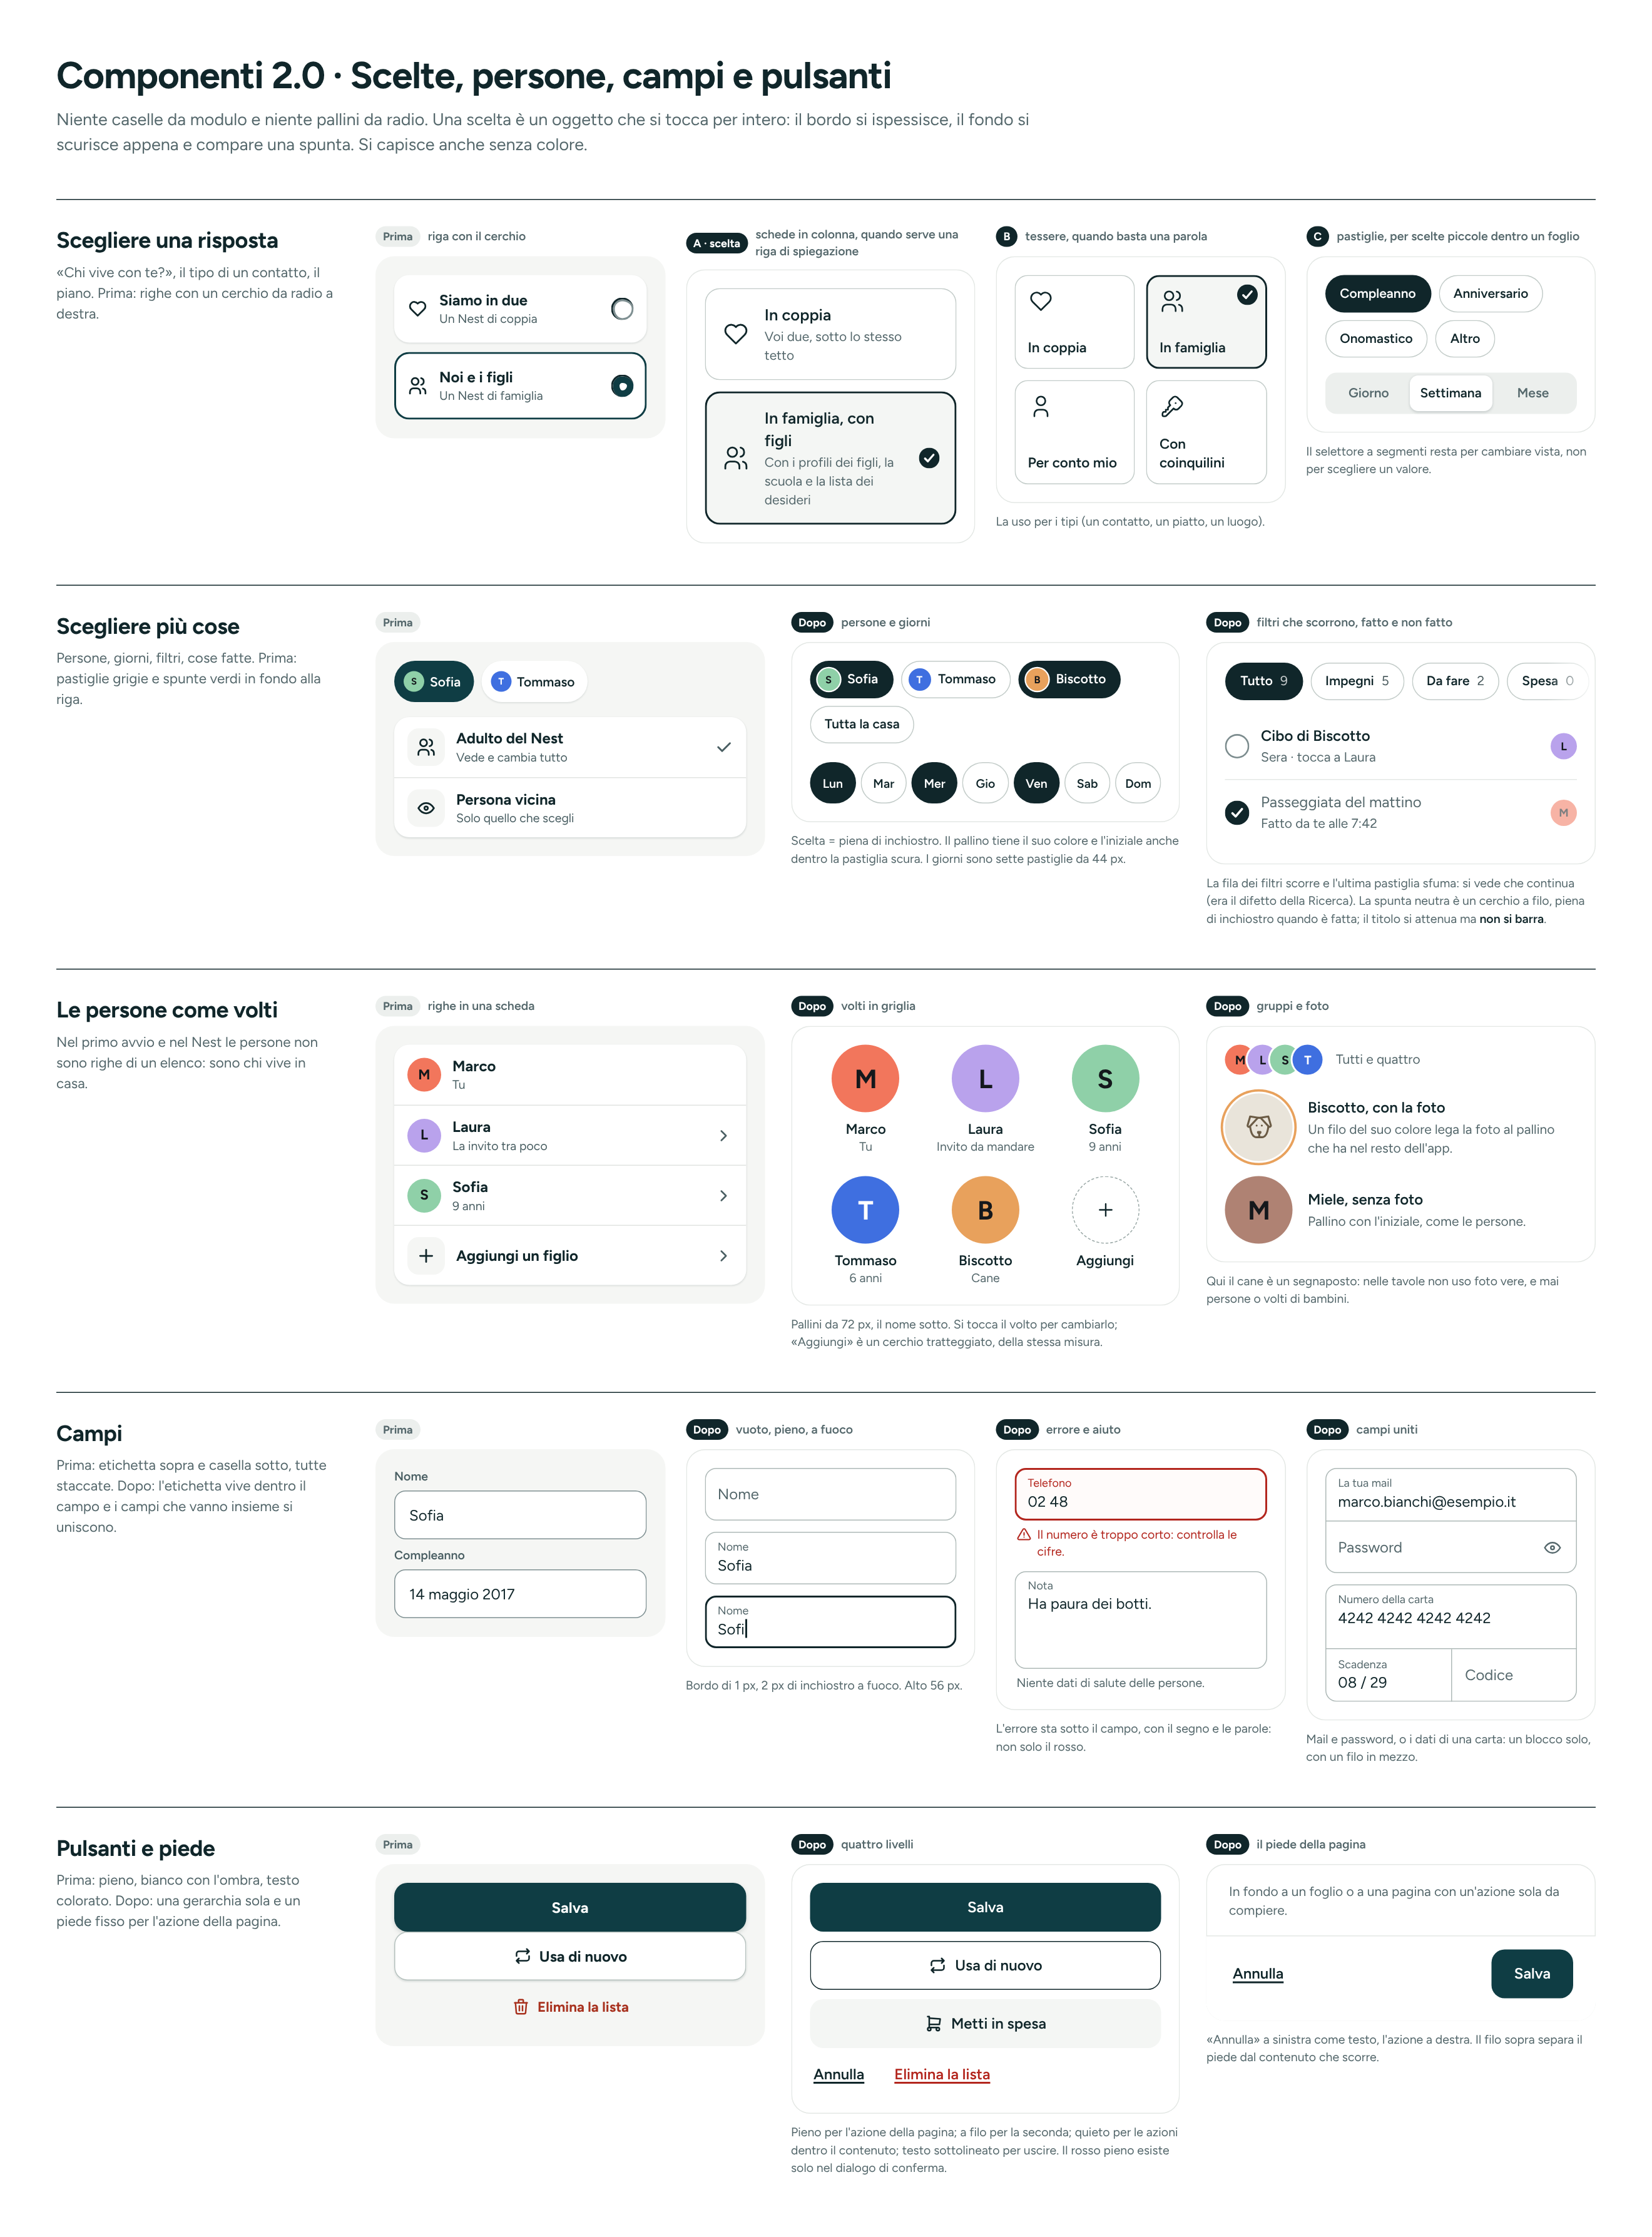 Componenti 2.0 · Scelte, persone, campi e pulsanti
Niente caselle da modulo e niente pallini da radio. Una scelta è un oggetto che si tocca per intero: il bordo si ispessisce, il fondo si
scurisce appena e compare una spunta. Si capisce anche senza colore.
Scegliere una risposta
«Chi vive con te?», il tipo di un contatto, il
piano. Prima: righe con un cerchio da radio a
destra.
Prima
riga con il cerchio
Siamo in due
Un Nest di coppia
Noi e i figli
Un Nest di famiglia
A · scelta
schede in colonna, quando serve una
riga di spiegazione
In coppia
Voi due, sotto lo stesso
tetto
In famiglia, con
figli
Con i profili dei figli, la
scuola e la lista dei
desideri
B
tessere, quando basta una parola
In coppia
In famiglia
Per conto mio
Con
coinquilini
La uso per i tipi (un contatto, un piatto, un luogo).
C
pastiglie, per scelte piccole dentro un foglio
Compleanno
Anniversario
Onomastico
Altro
Giorno
Settimana
Mese
Il selettore a segmenti resta per cambiare vista, non
per scegliere un valore.
Scegliere più cose
Persone, giorni, filtri, cose fatte. Prima:
pastiglie grigie e spunte verdi in fondo alla
riga.
Prima
S Sofia
T Tommaso
Adulto del Nest
Vede e cambia tutto
Persona vicina
Solo quello che scegli
Dopo
persone e giorni
S Sofia
T Tommaso
B Biscotto
Tutta la casa
Lun
Mar
Mer
Gio
Ven
Sab
Dom
Scelta = piena di inchiostro. Il pallino tiene il suo colore e l'iniziale anche
dentro la pastiglia scura. I giorni sono sette pastiglie da 44 px.
Dopo
filtri che scorrono, fatto e non fatto
Tutto 9
Impegni 5
Da fare 2
Spesa 0
Cibo di Biscotto
Sera · tocca a Laura
L
Passeggiata del mattino
Fatto da te alle 7:42
M
La fila dei filtri scorre e l'ultima pastiglia sfuma: si vede che continua
(era il difetto della Ricerca). La spunta neutra è un cerchio a filo, piena
di inchiostro quando è fatta; il titolo si attenua ma non si barra.
Le persone come volti
Nel primo avvio e nel Nest le persone non
sono righe di un elenco: sono chi vive in
casa.
Prima
righe in una scheda
M
Marco
Tu
L
Laura
La invito tra poco
S
Sofia
9 anni
Aggiungi un figlio
Dopo
volti in griglia
M
L
S
Marco
Laura
Sofia
Tu
Invito da mandare
9 anni
T
B
Tommaso
Biscotto
Aggiungi
6 anni
Cane
Pallini da 72 px, il nome sotto. Si tocca il volto per cambiarlo;
«Aggiungi» è un cerchio tratteggiato, della stessa misura.
Dopo
gruppi e foto
M
L
S
T
Tutti e quattro
Biscotto, con la foto
Un filo del suo colore lega la foto al pallino
che ha nel resto dell'app.
M
Miele, senza foto
Pallino con l'iniziale, come le persone.
Qui il cane è un segnaposto: nelle tavole non uso foto vere, e mai
persone o volti di bambini.
Campi
Prima: etichetta sopra e casella sotto, tutte
staccate. Dopo: l'etichetta vive dentro il
campo e i campi che vanno insieme si
uniscono.
Prima
Nome
Sofia
Compleanno
14 maggio 2017
Dopo
vuoto, pieno, a fuoco
Nome
Nome
Sofia
Nome
Sofi
Bordo di 1 px, 2 px di inchiostro a fuoco. Alto 56 px.
Dopo
errore e aiuto
Telefono
02 48
Il numero è troppo corto: controlla le
cifre.
Nota
Ha paura dei botti.
Niente dati di salute delle persone.
L'errore sta sotto il campo, con il segno e le parole:
non solo il rosso.
Dopo
campi uniti
La tua mail
marco.bianchi@esempio.it
Password
Numero della carta
4242 4242 4242 4242
Scadenza
08 / 29
Codice
Mail e password, o i dati di una carta: un blocco solo,
con un filo in mezzo.
Pulsanti e piede
Prima: pieno, bianco con l'ombra, testo
colorato. Dopo: una gerarchia sola e un
piede fisso per l'azione della pagina.
Prima
Salva
Usa di nuovo
Elimina la lista
Dopo
quattro livelli
Salva
Usa di nuovo
Metti in spesa
Annulla
Elimina la lista
Pieno per l'azione della pagina; a filo per la seconda; quieto per le azioni
dentro il contenuto; testo sottolineato per uscire. Il rosso pieno esiste
solo nel dialogo di conferma.
Dopo
il piede della pagina
In fondo a un foglio o a una pagina con un'azione sola da
compiere.
Annulla
Salva
«Annulla» a sinistra come testo, l'azione a destra. Il filo sopra separa il
piede dal contenuto che scorre.